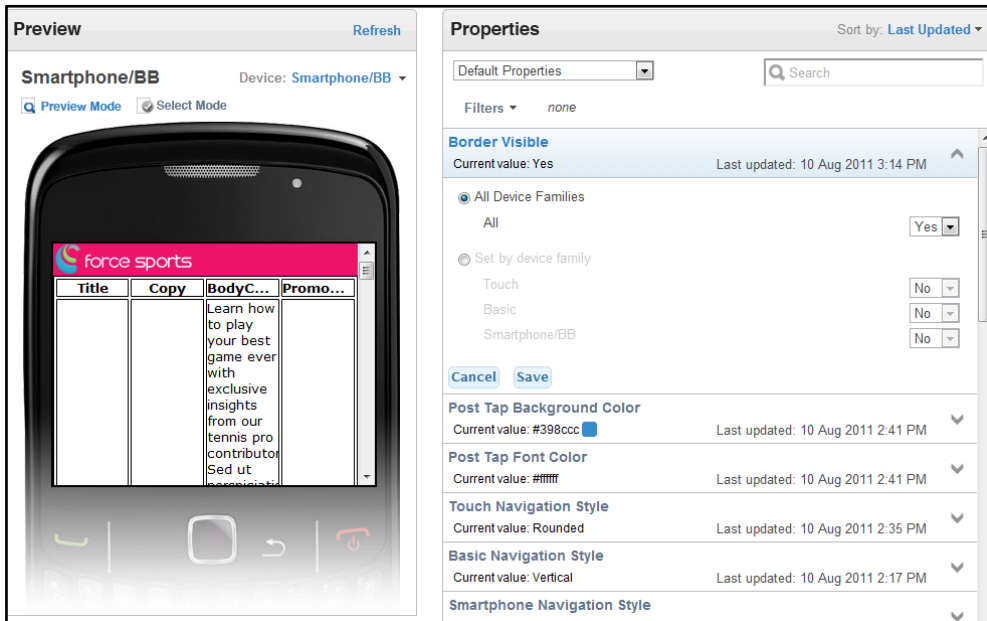 Preview
Refresh
Smartphone/BB
Device: Smartphone/BB
Preview Mode
Select Mode
force sports
Title
Copy
BodyC...
Promo...
Learn how
to play
your best
game ever
with
exclusive
insights
from our
tennis pro
contributor
Sed ut
Properties
Sort by: Last Updated
Default Properties
Search
Filters
none
Border Visible
Current value: Yes
Last updated: 10 Aug 2011 3:14 PM
All Device Families
All
Yes
Set by device family
Touch
No
Basic
No
Smartphone/BB
No
Cancel
Save
Post Tap Background Color
Current value: #398ccc
Last updated: 10 Aug 2011 2:41 PM
Post Tap Font Color
Current value: #ffffff
Last updated: 10 Aug 2011 2:41 PM
Touch Navigation Style
Current value: Rounded
Last updated: 10 Aug 2011 2:35 PM
Basic Navigation Style
Current value: Vertical
Last updated: 10 Aug 2011 2:17 PM
Smartphone Navigation Style